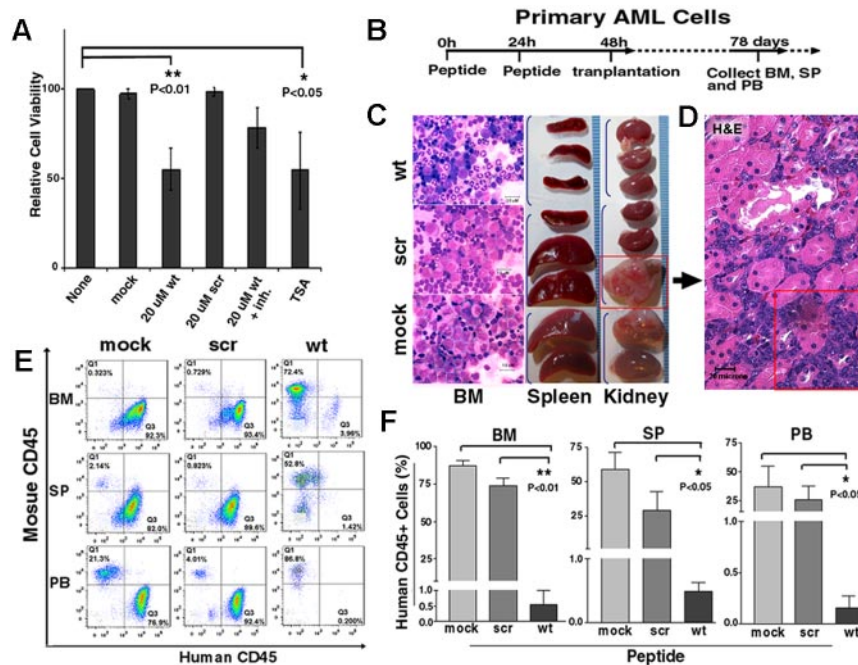 A
Relative Cell Viability
100
50
0
**
P<0.01
*
P<0.05
None
mock
20 uM wt
20 uM scr
20 uM wt
+ inh.
TSA
B
Primary AML Cells
0h
24h
48h
78 days
Peptide
Peptide
tranplantation
Collect BM, SP
and PB
C
wt
scr
mock
BM
Spleen
Kidney
D
H&E
E
mock
scr
wt
BM
SP
PB
Q1
0.323%
Q3
92.3%
Q1
0.729%
Q3
93.4%
Q1
72.4%
Q3
3.98%
Q1
2.14%
Q3
92.0%
Q1
0.823%
Q3
89.6%
Q1
52.8%
Q3
1.42%
Q1
21.3%
Q3
76.9%
Q1
4.01%
Q3
92.4%
Q1
86.8%
Q3
0.200%
Mosue CD45
Human CD45
F
Human CD45+ Cells (%)
BM
100
75
1.0
0.5
0.0
**
P<0.01
mock
scr
wt
SP
75
50
25
1.0
0.5
0.0
*
P<0.05
mock
scr
wt
PB
75
50
25
1.0
0.5
0.0
*
P<0.05
mock
scr
wt
Peptide